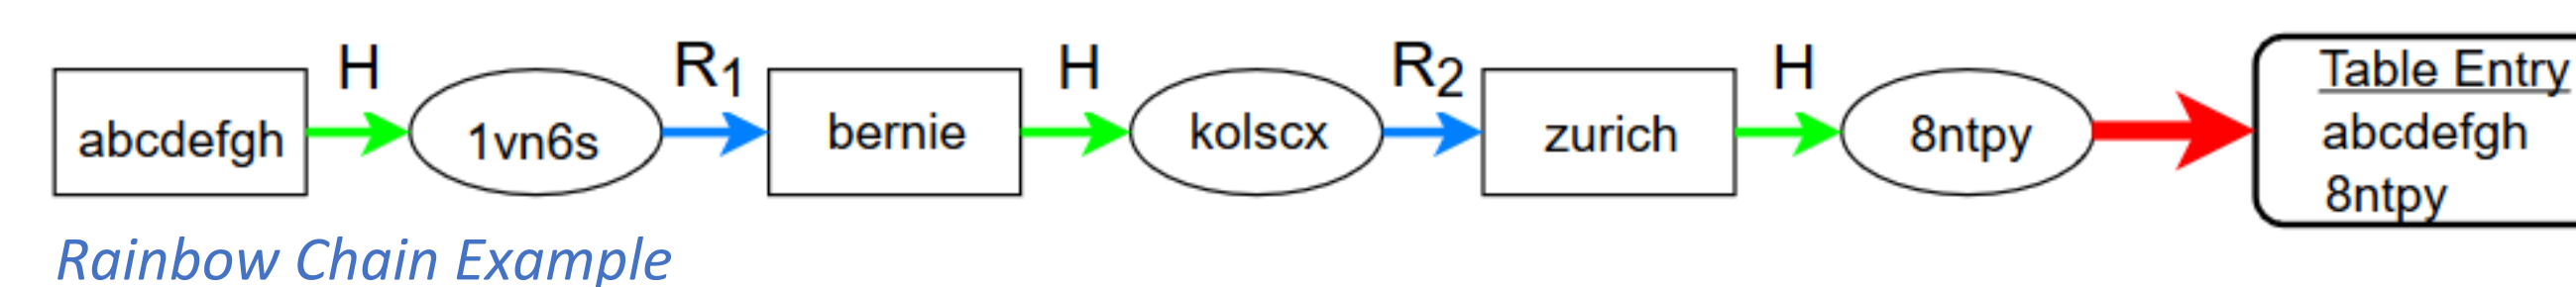 H R1 H R2 H
abcdefgh 1vn6s bernie kolscx zurich 8ntpy
Table Entry
abcdefgh
8ntpy
Rainbow Chain Example